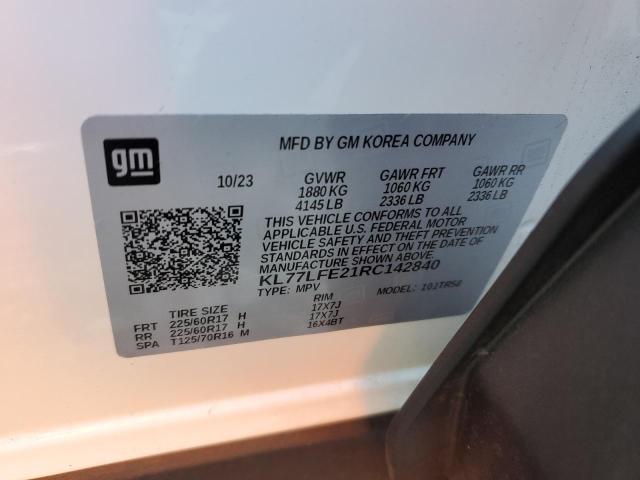 gm
MFD BY GM KOREA COMPANY
10/23 GVWR GAWR FRT GAWR RR
1880 KG 1060 KG 1060 KG
4145 LB 2336 LB 2336 LB
THIS VEHICLE CONFORMS TO ALL
APPLICABLE U.S. FEDERAL MOTOR
VEHICLE SAFETY AND THEFT PREVENTION
STANDARDS IN EFFECT ON THE DATE OF
MANUFACTURE SHOWN ABOVE.
KL77LFE21RC142840
TYPE: MPV MODEL: 101TR58
TIRE SIZE RIM
FRT 225/60R17 H 17X7J
RR 225/60R17 H 17X7J
SPA T125/70R16 M 16X4BT